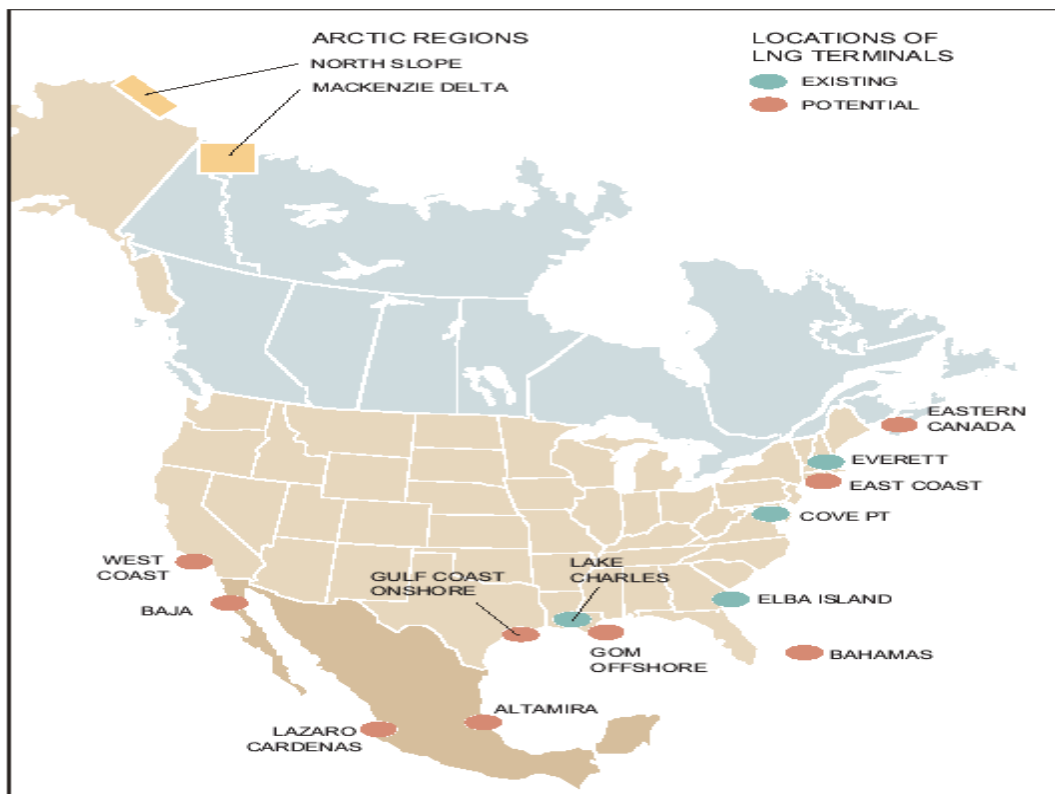 ARCTIC REGIONS
NORTH SLOPE
MACKENZIE DELTA
LOCATIONS OF
LNG TERMINALS
EXISTING
POTENTIAL
EASTERN
CANADA
EVERETT
EAST COAST
COVE PT
WEST
COAST
GULF COAST
ONSHORE
LAKE
CHARLES
BAJA
ELBA ISLAND
GOM
OFFSHORE
BAHAMAS
ALTAMIRA
LAZARO
CARDENAS